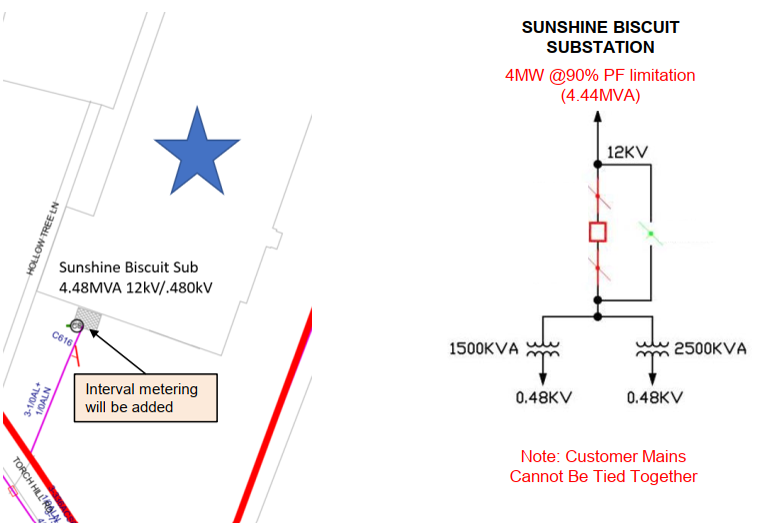 SUNSHINE BISCUIT
SUBSTATION
4MW @90% PF limitation
(4.44MVA)
12KV
HOLLOW TREE LN
Sunshine Biscuit Sub
4.48MVA 12kV/.480kV
C616
Interval metering
will be added
3-1/0AL+
1/0ALN
TORCH HILL
1500KVA
2500KVA
0.48KV
0.48KV
Note: Customer Mains
Cannot Be Tied Together